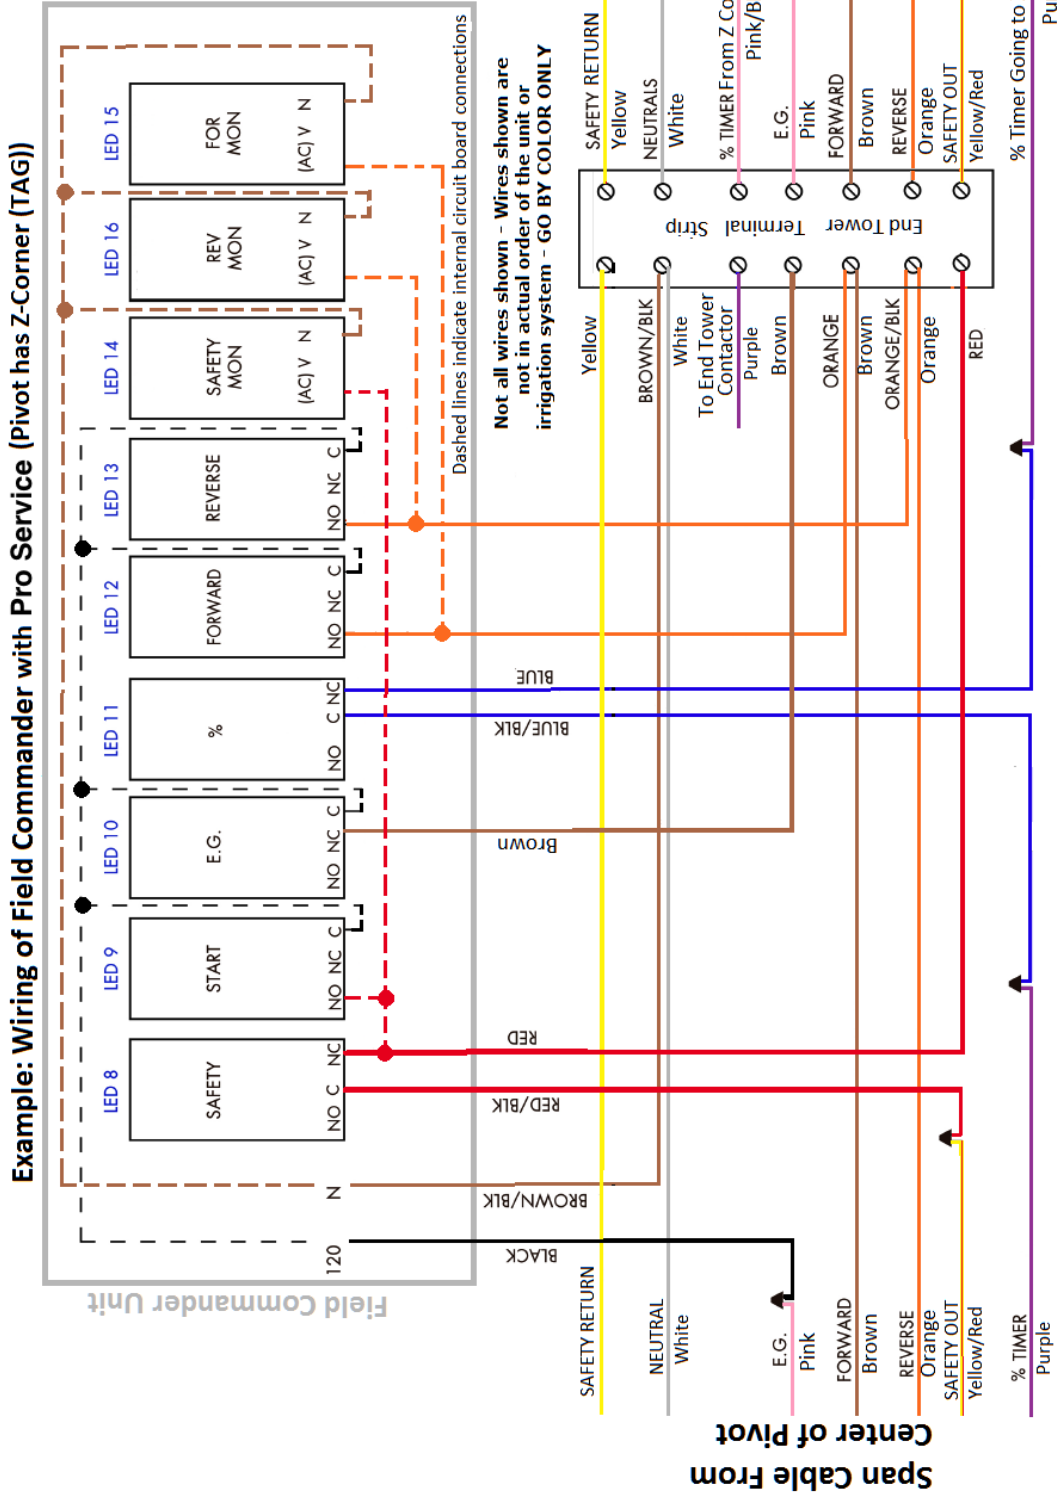 Example: Wiring of Field Commander with Pro Service (Pivot has Z-Corner (TAG))
LED 8
SAFETY
NO C NC
LED 9
START
NO NC C
LED 10
E.G.
NO NC C
LED 11
%
NO C NC
LED 12
FORWARD
NO NC C
LED 13
REVERSE
NO NC C
LED 14
SAFETY
MON
(AC) V N
LED 16
REV
MON
(AC) V N
LED 15
FOR
MON
(AC) V N
120
N
Field Commander Unit
Dashed lines indicate internal circuit board connections
Not all wires shown - Wires shown are
not in actual order of the unit or
irrigation system - GO BY COLOR ONLY
BLACK
BROWN/BLK
RED/BLK
RED
Brown
BLUE/BLK
BLUE
SAFETY RETURN
NEUTRAL
White
E.G.
Pink
FORWARD
Brown
REVERSE
Orange
SAFETY OUT
Yellow/Red
% TIMER
Purple
Span Cable From
Center of Pivot
Yellow
BROWN/BLK
White
To End Tower
Contactor
Purple
Brown
ORANGE
Brown
ORANGE/BLK
Orange
RED
End Tower Terminal Strip
SAFETY RETURN
Yellow
NEUTRALS
White
% TIMER From Z Co
Pink/B
E.G.
Pink
FORWARD
Brown
REVERSE
Orange
SAFETY OUT
Yellow/Red
% Timer Going to
Pu